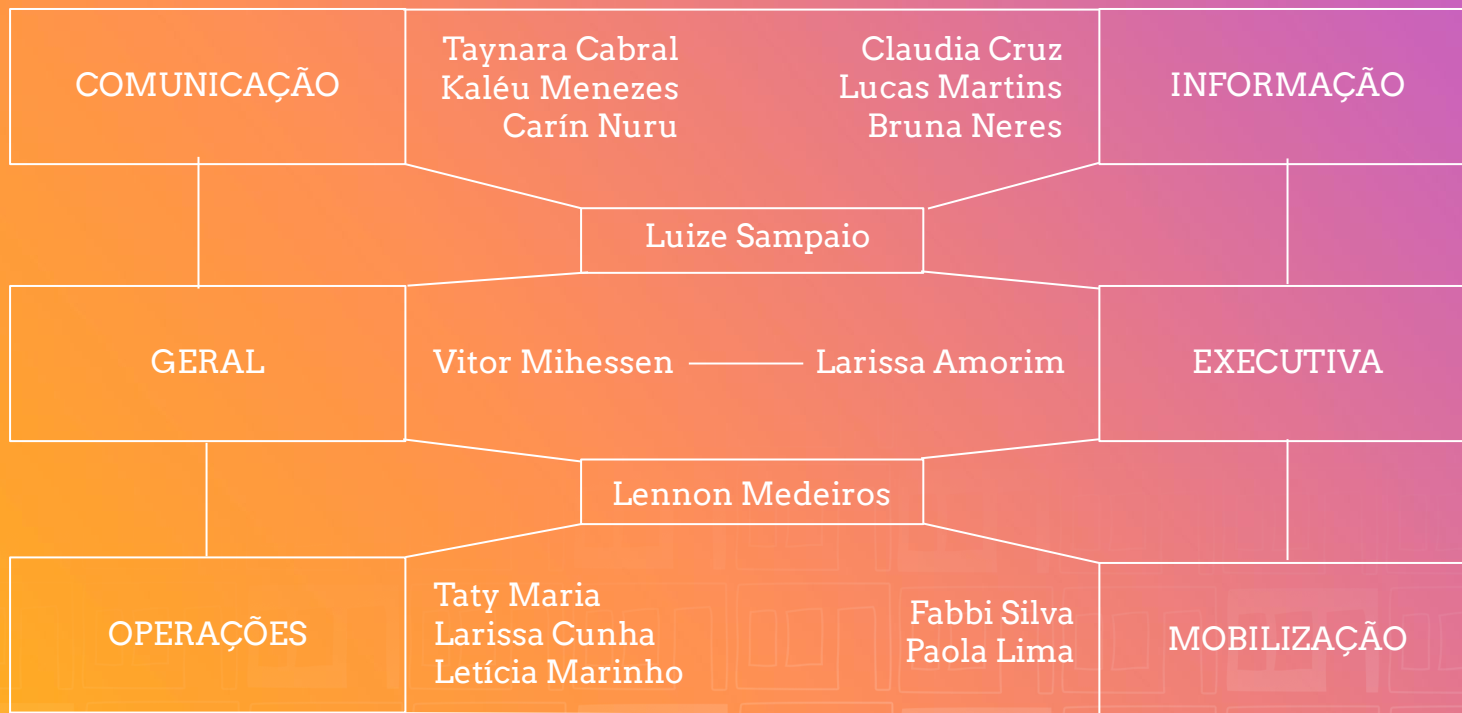 COMUNICAÇÃO
Taynara Cabral
Kaléu Menezes
Carín Nuru
Claudia Cruz
Lucas Martins
Bruna Neres
INFORMAÇÃO
Luize Sampaio
GERAL
Vitor Mihessen
Larissa Amorim
EXECUTIVA
Lennon Medeiros
OPERAÇÕES
Taty Maria
Larissa Cunha
Letícia Marinho
Fabbi Silva
Paola Lima
MOBILIZAÇÃO